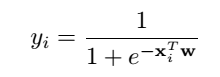 $y_i = \frac{1}{1 + e^{-\mathbf{x}_i^T \mathbf{w}}}$